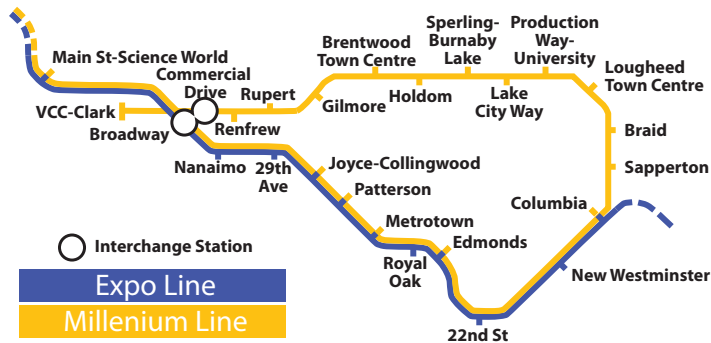 Main St-Science World
Commercial
Drive
VCC-Clark
Broadway
Renfrew
Rupert
Gilmore
Brentwood
Town Centre
Holdom
Sperling-
Burnaby
Lake
Lake
City Way
Production
Way-
University
Lougheed
Town Centre
Braid
Sapperton
Columbia
New Westminster
22nd St
Edmonds
Royal
Oak
Metrotown
Patterson
Joyce-Collingwood
29th
Ave
Nanaimo
Interchange Station
Expo Line
Millenium Line